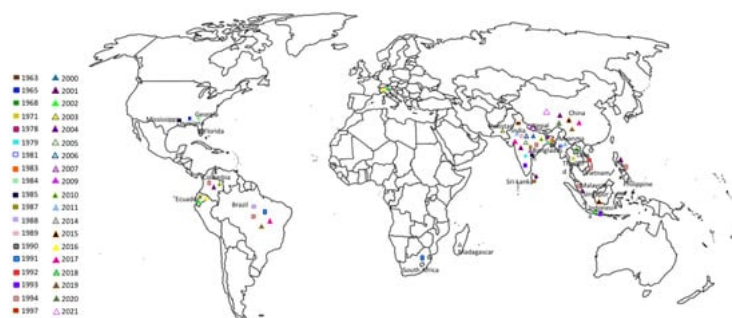 1963 2000
1965 2001
1968 2002
1971 2003
1978 2004
1979 2005
1981 2006
1983 2007
1984 2009
1985 2010
1987 2011
1988 2014
1989 2015
1990 2016
1991 2017
1992 2018
1993 2019
1994 2020
1997 2021
Georgia
Mississippi
Florida
Ecuador
Brazil
South Africa
Madagascar
China
India
Sri Lanka
Vietnam
Philippine